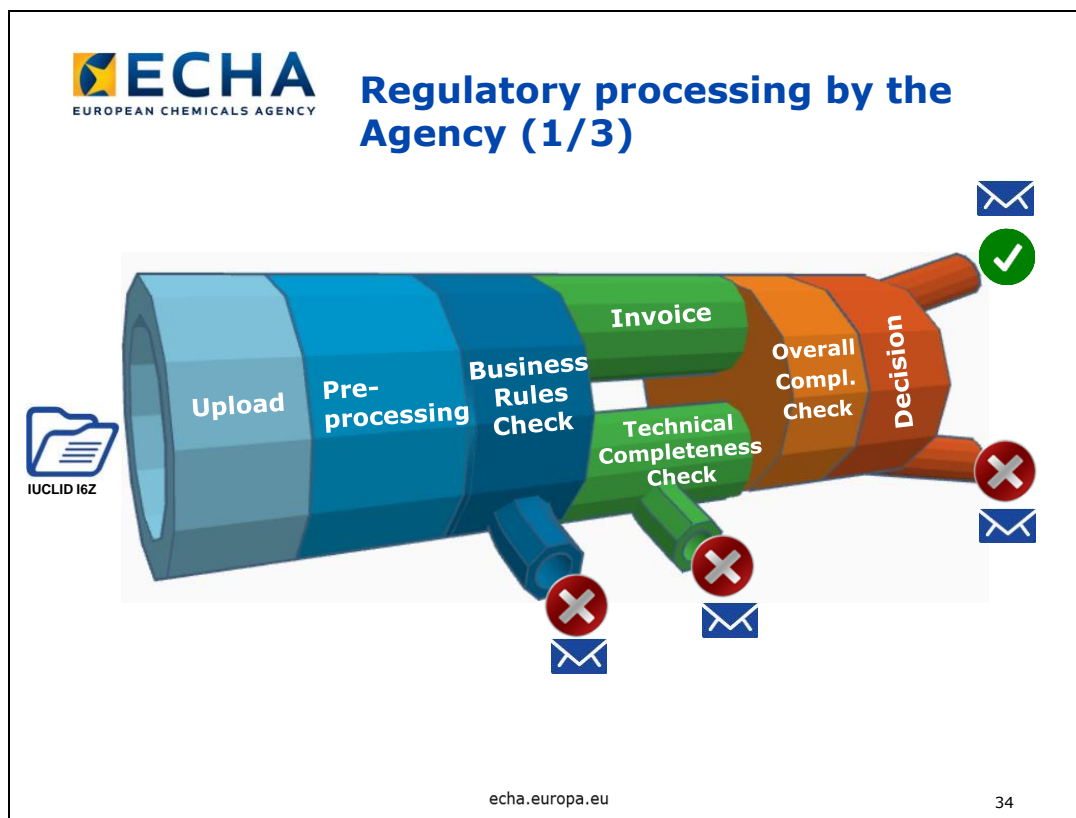 ECHA
EUROPEAN CHEMICALS AGENCY
Regulatory processing by the
Agency (1/3)
Upload
Pre-
processing
Business
Rules
Check
Invoice
Technical
Completeness
Check
Overall
Compl.
Check
Decision
IUCLID I6Z
echa.europa.eu
34